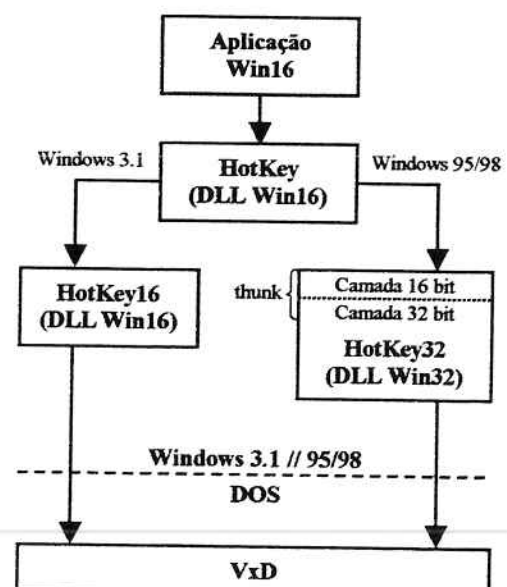 Aplicação
Win16
Windows 3.1
HotKey
(DLL Win16)
Windows 95/98
HotKey16
(DLL Win16)
thunk
Camada 16 bit
Camada 32 bit
HotKey32
(DLL Win32)
Windows 3.1 // 95/98
DOS
VxD